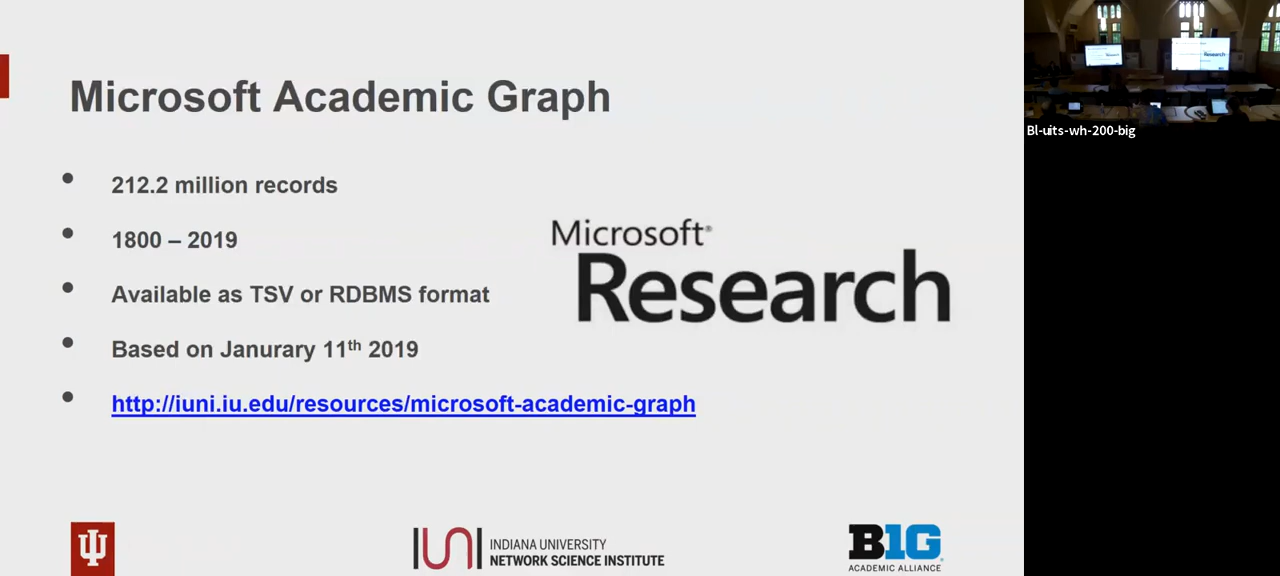 Microsoft Academic Graph
• 212.2 million records
• 1800 – 2019
• Available as TSV or RDBMS format
• Based on Janurary 11th 2019
• http://iuni.iu.edu/resources/microsoft-academic-graph
Microsoft®
Research
IUNI
INDIANA UNIVERSITY
NETWORK SCIENCE INSTITUTE
B1G
ACADEMIC ALLIANCE
Bl-uits-wh-200-big
Research